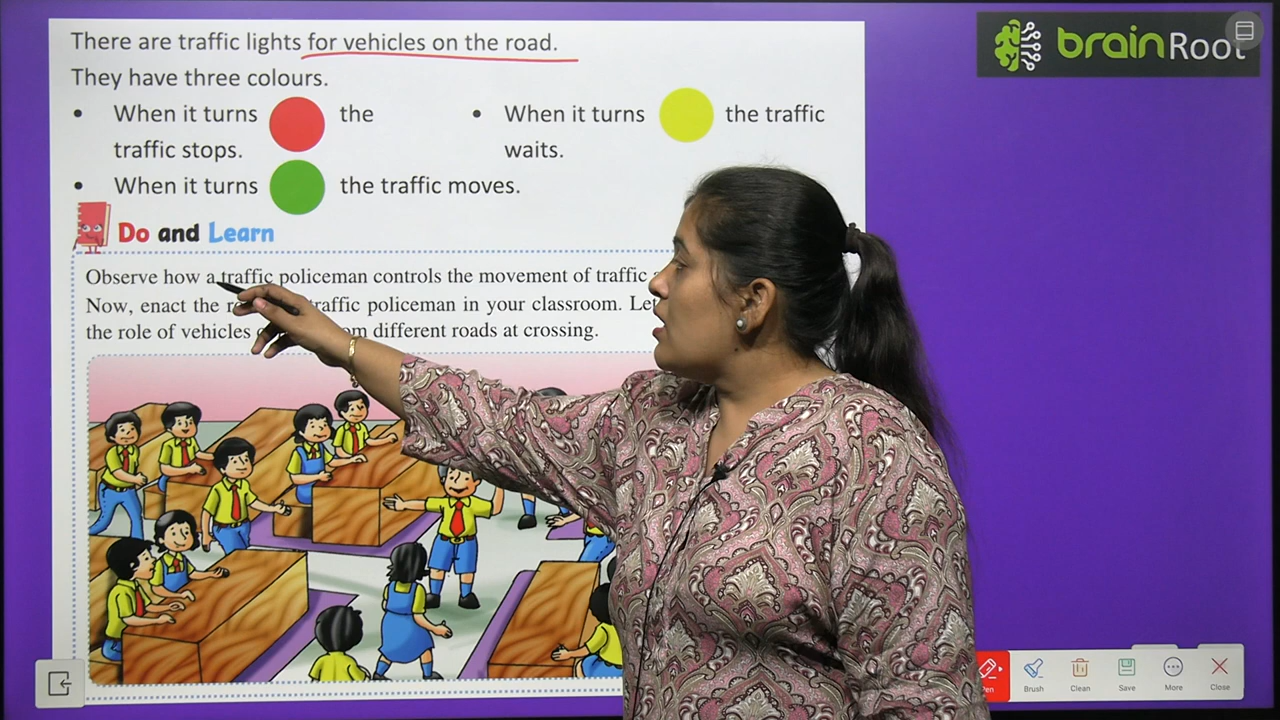 There are traffic lights for vehicles on the road.
They have three colours.
• When it turns the
traffic stops.
• When it turns the traffic
waits.
• When it turns the traffic moves.
Do and Learn
Observe how a traffic policeman controls the movement of traffic
Now, enact the traffic policeman in your classroom. Let
the role of vehicles different roads at crossing.
brainRoot
Pen
Brush
Clean
Save
More
Close